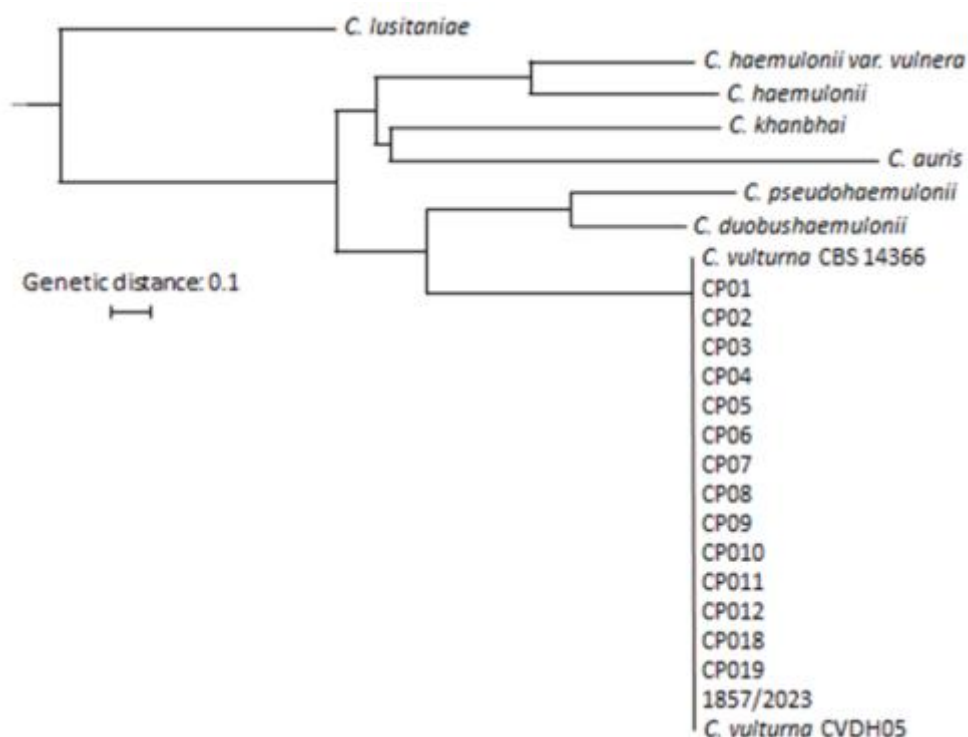 C. lusitaniae
C. haemulonii var. vulnera
C. haemulonii
C. khanbhai
C. auris
C. pseudohaemulonii
C. duobushaemulonii
C. vulturna CBS 14366
Genetic distance: 0.1
CP01
CP02
CP03
CP04
CP05
CP06
CP07
CP08
CP09
CP010
CP011
CP012
CP018
CP019
1857/2023
C. vulturna CVDH05